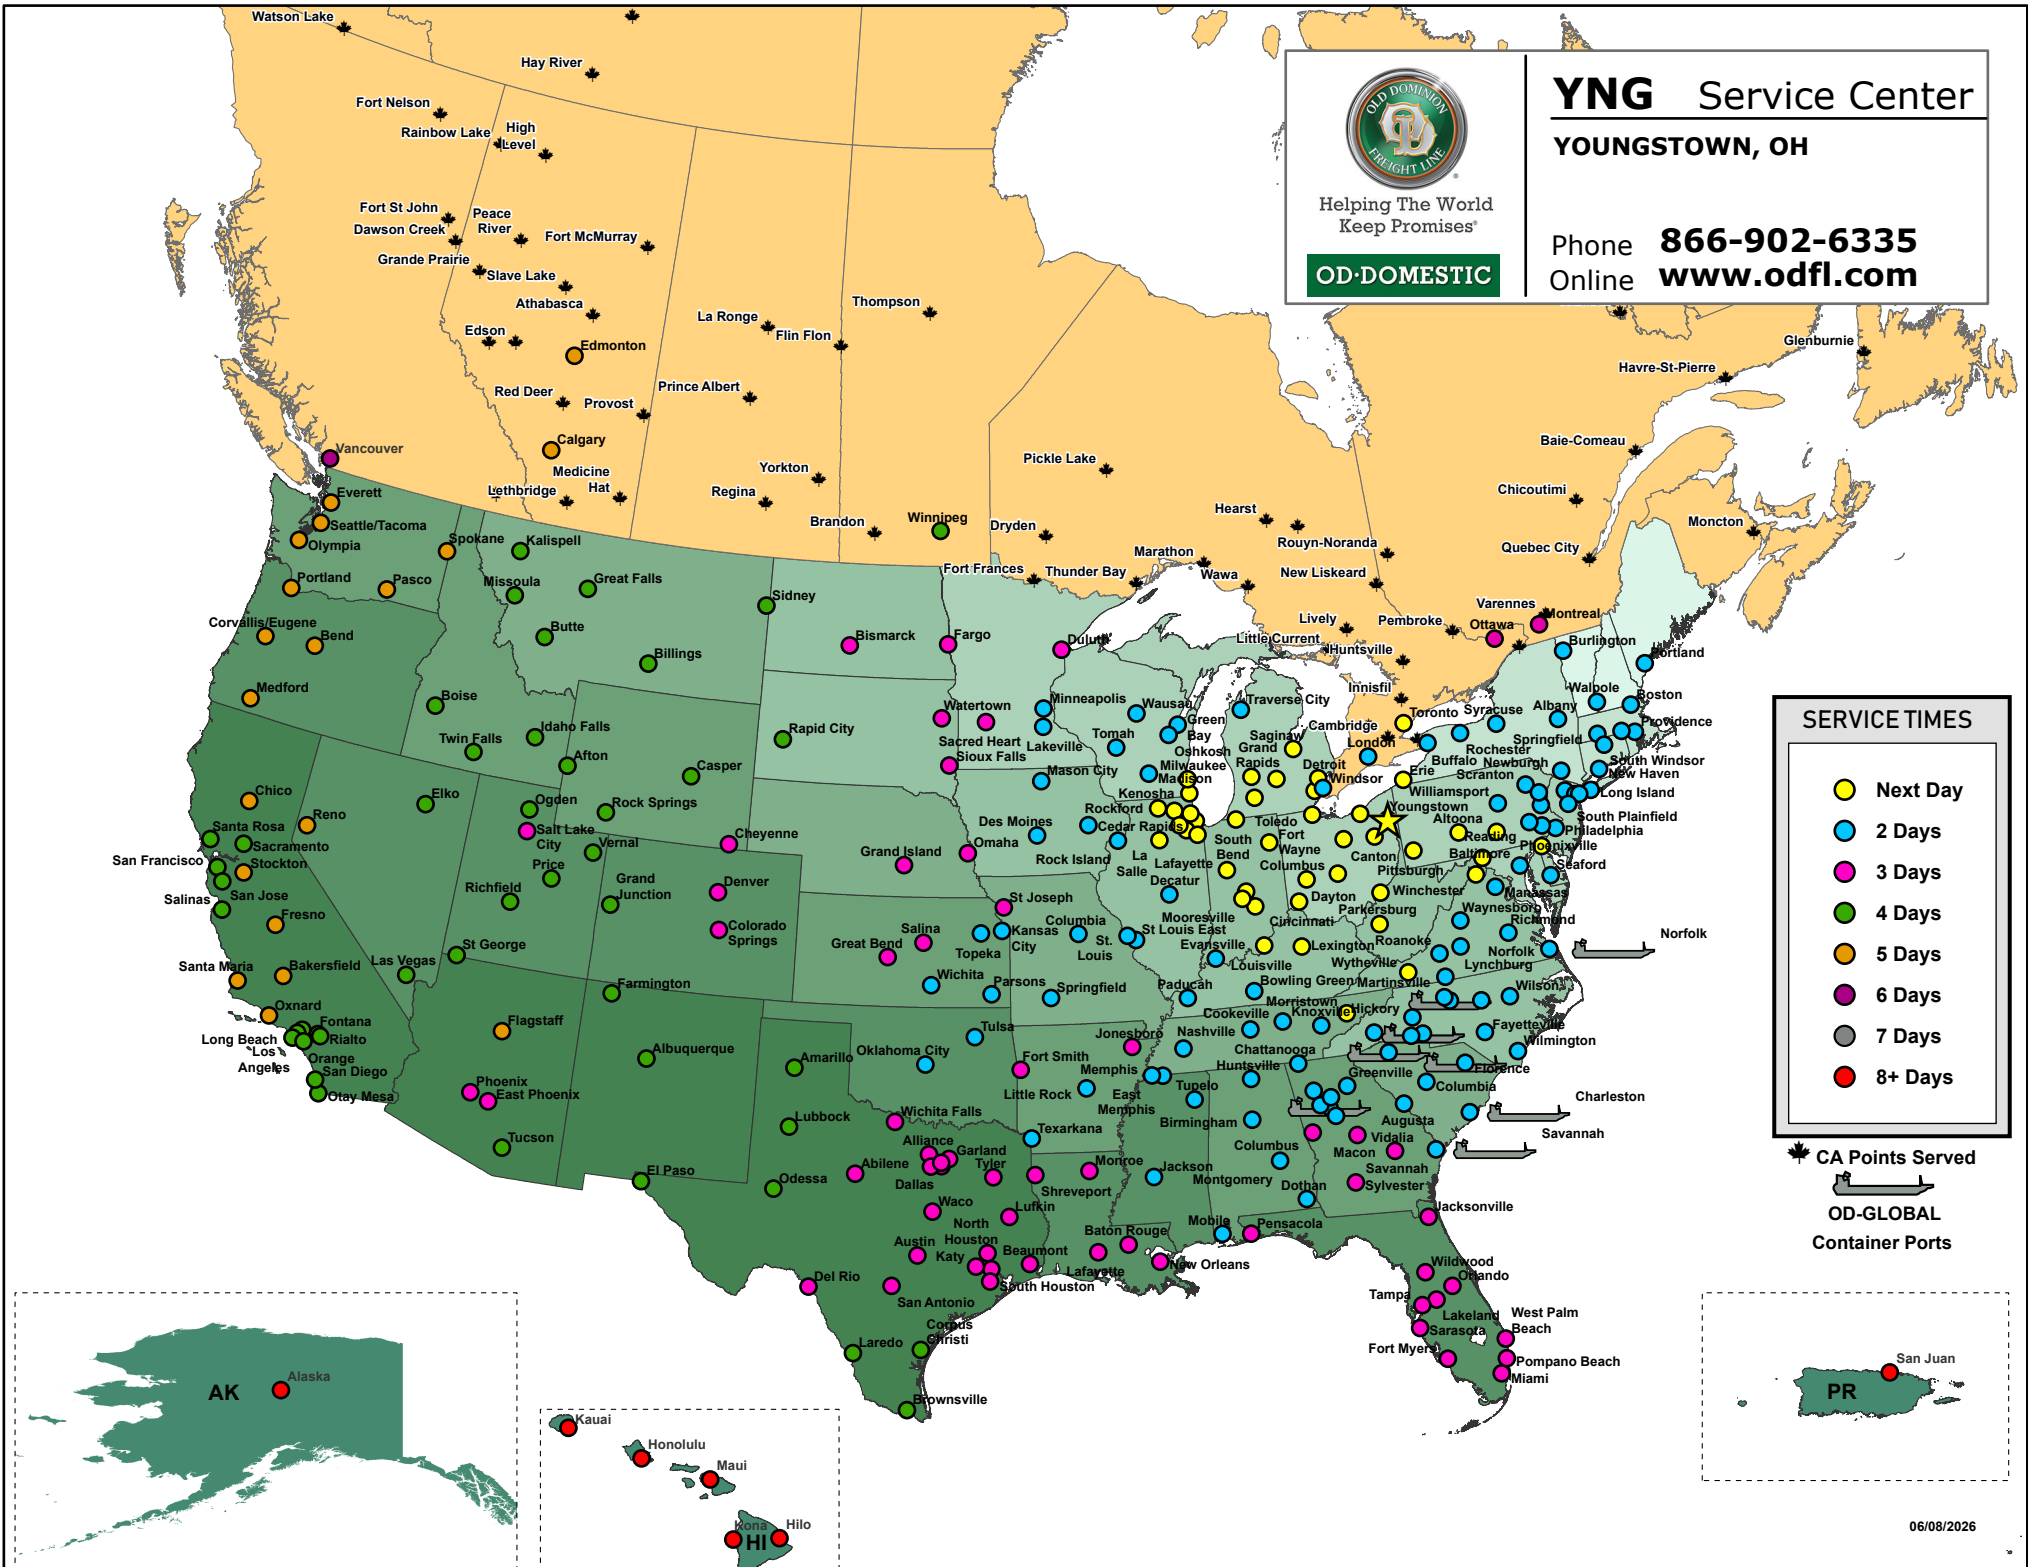 YNG Service Center
YOUNGSTOWN, OH
Phone 866-902-6335
Online www.odfl.com
OLD DOMINION
FREIGHT LINE
Helping The World
Keep Promises®
OD·DOMESTIC
SERVICE TIMES
Next Day
2 Days
3 Days
4 Days
5 Days
6 Days
7 Days
8+ Days
CA Points Served
OD-GLOBAL
Container Ports
Watson Lake
Hay River
Fort Nelson
Rainbow Lake
High
Level
Fort St John
Dawson Creek
Peace
River
Fort McMurray
Grande Prairie
Slave Lake
Athabasca
Edson
Edmonton
La Ronge
Flin Flon
Thompson
Red Deer
Provost
Prince Albert
Calgary
Medicine
Hat
Lethbridge
Yorkton
Regina
Brandon
Winnipeg
Dryden
Pickle Lake
Hearst
Rouyn-Noranda
Marathon
Fort Frances
Thunder Bay
Wawa
New Liskeard
Glenburnie
Havre-St-Pierre
Baie-Comeau
Chicoutimi
Quebec City
Moncton
Varennes
Montreal
Ottawa
Pembroke
Lively
Little Current
Huntsville
Innisfil
Toronto
Cambridge
London
Windsor
Vancouver
Everett
Seattle/Tacoma
Olympia
Spokane
Kalispell
Portland
Pasco
Missoula
Great Falls
Sidney
Corvallis/Eugene
Bend
Butte
Billings
Bismarck
Fargo
Duluth
Medford
Boise
Idaho Falls
Twin Falls
Afton
Casper
Rapid City
Watertown
Sacred Heart
Sioux Falls
Minneapolis
Lakeville
Mason City
Wausau
Green
Bay
Tomah
Oshkosh
Milwaukee
Madison
Kenosha
Rockford
Traverse City
Saginaw
Grand
Rapids
Detroit
Chico
Reno
Elko
Ogden
Rock Springs
Salt Lake
City
Vernal
Cheyenne
Santa Rosa
Sacramento
San Francisco
Stockton
San Jose
Salinas
Fresno
Price
Richfield
Grand
Junction
Denver
Colorado
Springs
Grand Island
Omaha
Des Moines
Cedar Rapids
Rock Island
La
Salle
Lafayette
South
Bend
Fort
Wayne
Toledo
Columbus
Canton
Youngstown
Erie
Buffalo
Rochester
Syracuse
Albany
Burlington
Portland
Walpole
Boston
Providence
Springfield
South Windsor
New Haven
Newburgh
Scranton
Long Island
Williamsport
Altoona
South Plainfield
Philadelphia
Reading
Phoenixville
Baltimore
Pittsburgh
Seaford
Manassas
Winchester
Parkersburg
Dayton
Cincinnati
Decatur
Mooresville
St Joseph
Columbia
Kansas
City
Topeka
St.
Louis
St Louis East
Evansville
Louisville
Lexington
Roanoke
Waynesboro
Richmond
Norfolk
Norfolk
Lynchburg
Wytheville
Martinsville
Bowling Green
Paducah
Salina
Great Bend
Wichita
Parsons
Springfield
Santa Maria
Bakersfield
Las Vegas
St George
Farmington
Oxnard
Fontana
Rialto
Long Beach
Los
Angeles
Orange
San Diego
Otay Mesa
Flagstaff
Albuquerque
Phoenix
East Phoenix
Tucson
Amarillo
Lubbock
Oklahoma City
Tulsa
Fort Smith
Little Rock
Jonesboro
Memphis
East
Memphis
Nashville
Cookeville
Morristown
Knoxville
Hickory
Wilson
Fayetteville
Wilmington
Chattanooga
Huntsville
Greenville
Florence
Columbia
Charleston
Savannah
Augusta
Tupelo
Birmingham
Columbus
Macon
Vidalia
Savannah
Sylvester
Montgomery
Dothan
Wichita Falls
Texarkana
Alliance
Garland
Dallas
Tyler
Abilene
Monroe
Shreveport
Jackson
El Paso
Odessa
Waco
Lufkin
North
Houston
Katy
Austin
Beaumont
South Houston
San Antonio
Del Rio
Corpus
Christi
Laredo
Brownsville
Baton Rouge
Lafayette
New Orleans
Mobile
Pensacola
Jacksonville
Wildwood
Orlando
Tampa
Lakeland
Sarasota
Fort Myers
West Palm
Beach
Pompano Beach
Miami
AK
Alaska
Kauai
Honolulu
Maui
Kona
Hilo
HI
San Juan
PR
06/08/2026